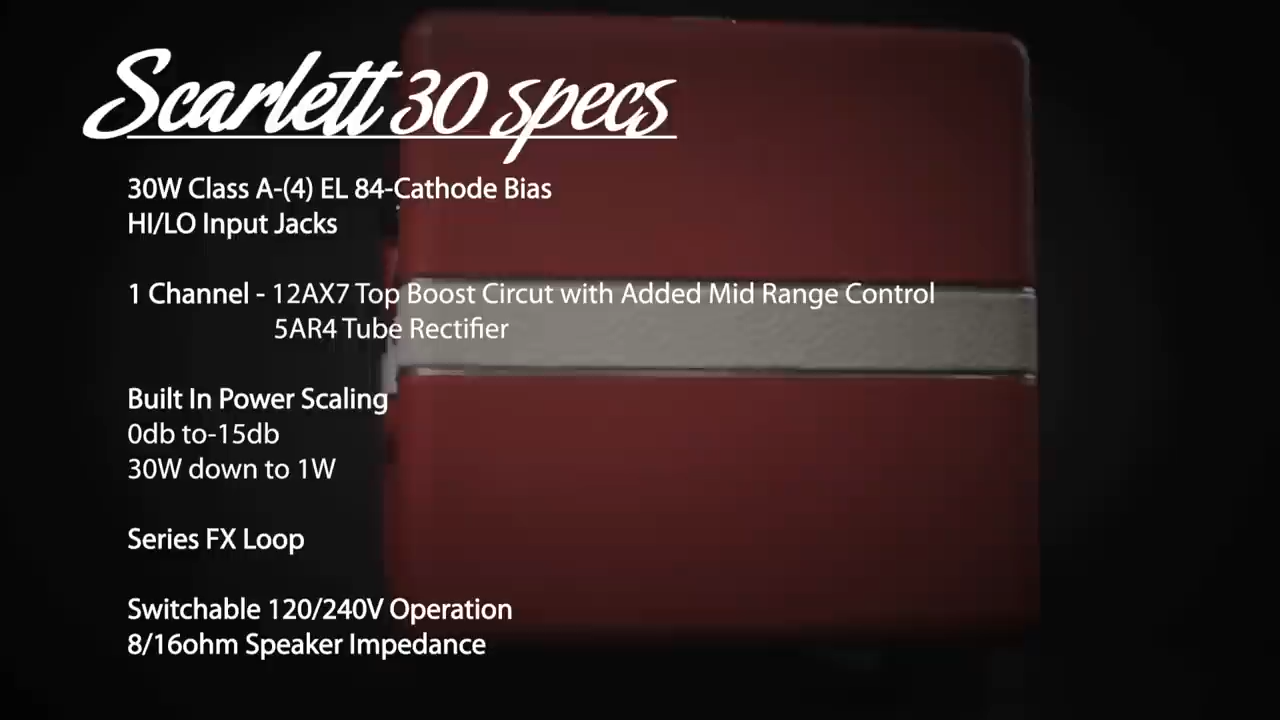 Scarlett 30 specs
30W Class A-(4) EL 84-Cathode Bias
HI/LO Input Jacks
1 Channel - 12AX7 Top Boost Circut with Added Mid Range Control
5AR4 Tube Rectifier
Built In Power Scaling
0db to-15db
30W down to 1W
Series FX Loop
Switchable 120/240V Operation
8/16ohm Speaker Impedance